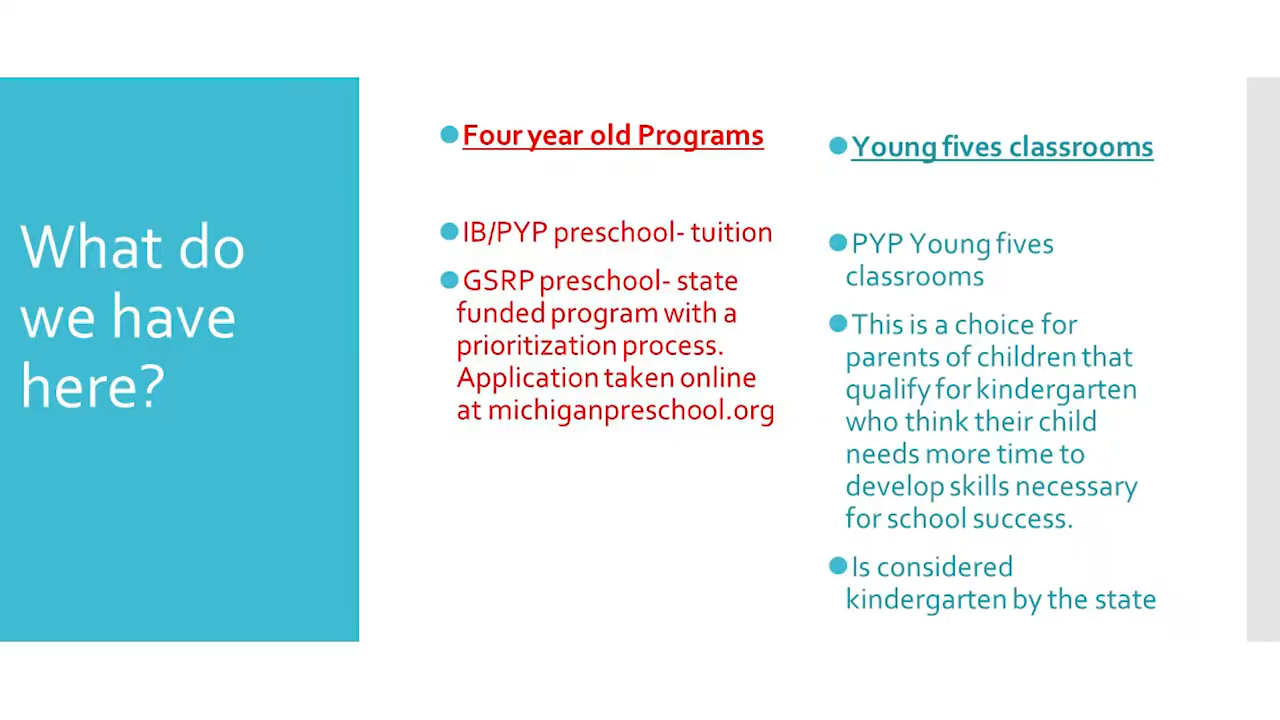 What do
we have
here?
Four year old Programs
IB/PYP preschool- tuition
GSRP preschool- state
funded program with a
prioritization process.
Application taken online
at michiganpreschool.org
Young fives classrooms
PYP Young fives
classrooms
This is a choice for
parents of children that
qualify for kindergarten
who think their child
needs more time to
develop skills necessary
for school success.
Is considered
kindergarten by the state